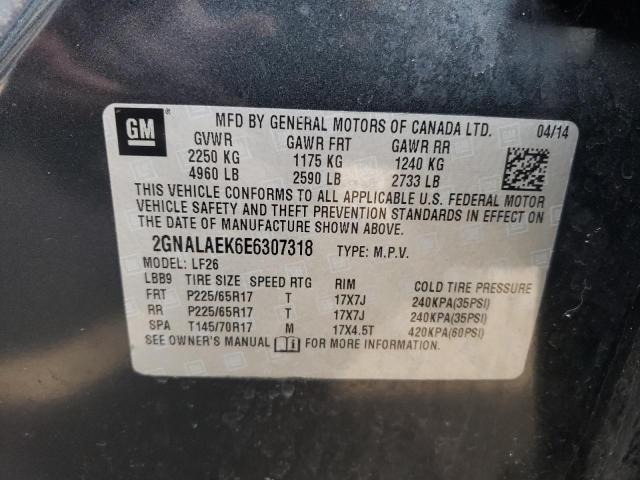 GM
MFD BY GENERAL MOTORS OF CANADA LTD. 04/14
GVWR GAWR FRT GAWR RR
2250 KG 1175 KG 1240 KG
4960 LB 2590 LB 2733 LB
THIS VEHICLE CONFORMS TO ALL APPLICABLE U.S. FEDERAL MOTOR
VEHICLE SAFETY AND THEFT PREVENTION STANDARDS IN EFFECT ON
THE DATE OF MANUFACTURE SHOWN ABOVE.
2GNALAEK6E6307318 TYPE: M.P.V.
MODEL: LF26
LBB9 TIRE SIZE SPEED RTG RIM COLD TIRE PRESSURE
FRT P225/65R17 T 17X7J 240KPA(35PSI)
RR P225/65R17 T 17X7J 240KPA(35PSI)
SPA T145/70R17 M 17X4.5T 420KPA(60PSI)
SEE OWNER'S MANUAL FOR MORE INFORMATION.